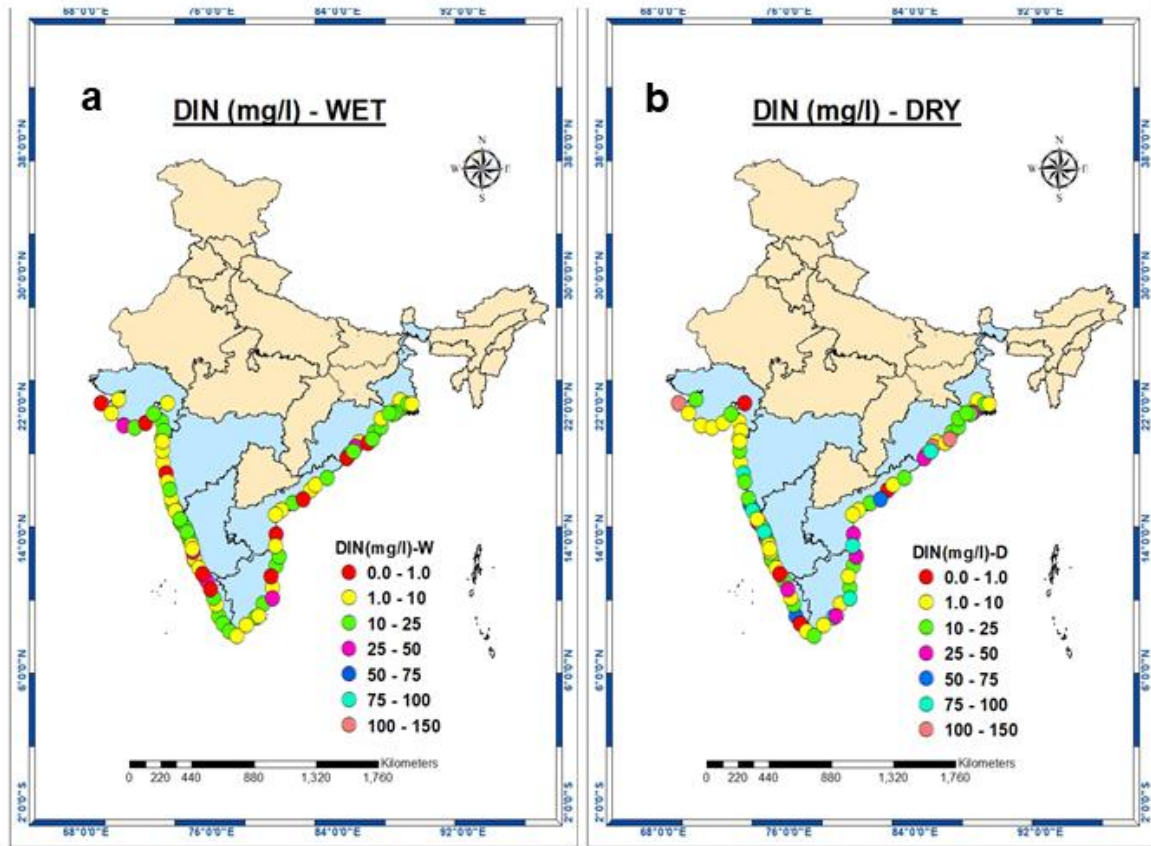 76°0'0"E 84°0'0"E 92°0'0"E
a
DIN (mg/l) - WET
N
W E
S
38°0'0"N
30°0'0"N
22°0'0"N
14°0'0"N
6°0'0"N
2°0'0"S
DIN(mg/l)-W
0.0 - 1.0
1.0 - 10
10 - 25
25 - 50
50 - 75
75 - 100
100 - 150
Kilometers
0 220 440 880 1,320 1,760
68°0'0"E 76°0'0"E 84°0'0"E 92°0'0"E
76°0'0"E 84°0'0"E 92°0'0"E
b
DIN (mg/l) - DRY
N
W E
S
38°0'0"N
30°0'0"N
22°0'0"N
14°0'0"N
6°0'0"N
2°0'0"S
DIN(mg/l)-D
0.0 - 1.0
1.0 - 10
10 - 25
25 - 50
50 - 75
75 - 100
100 - 150
Kilometers
0 220 440 880 1,320 1,760
68°0'0"E 76°0'0"E 84°0'0"E 92°0'0"E